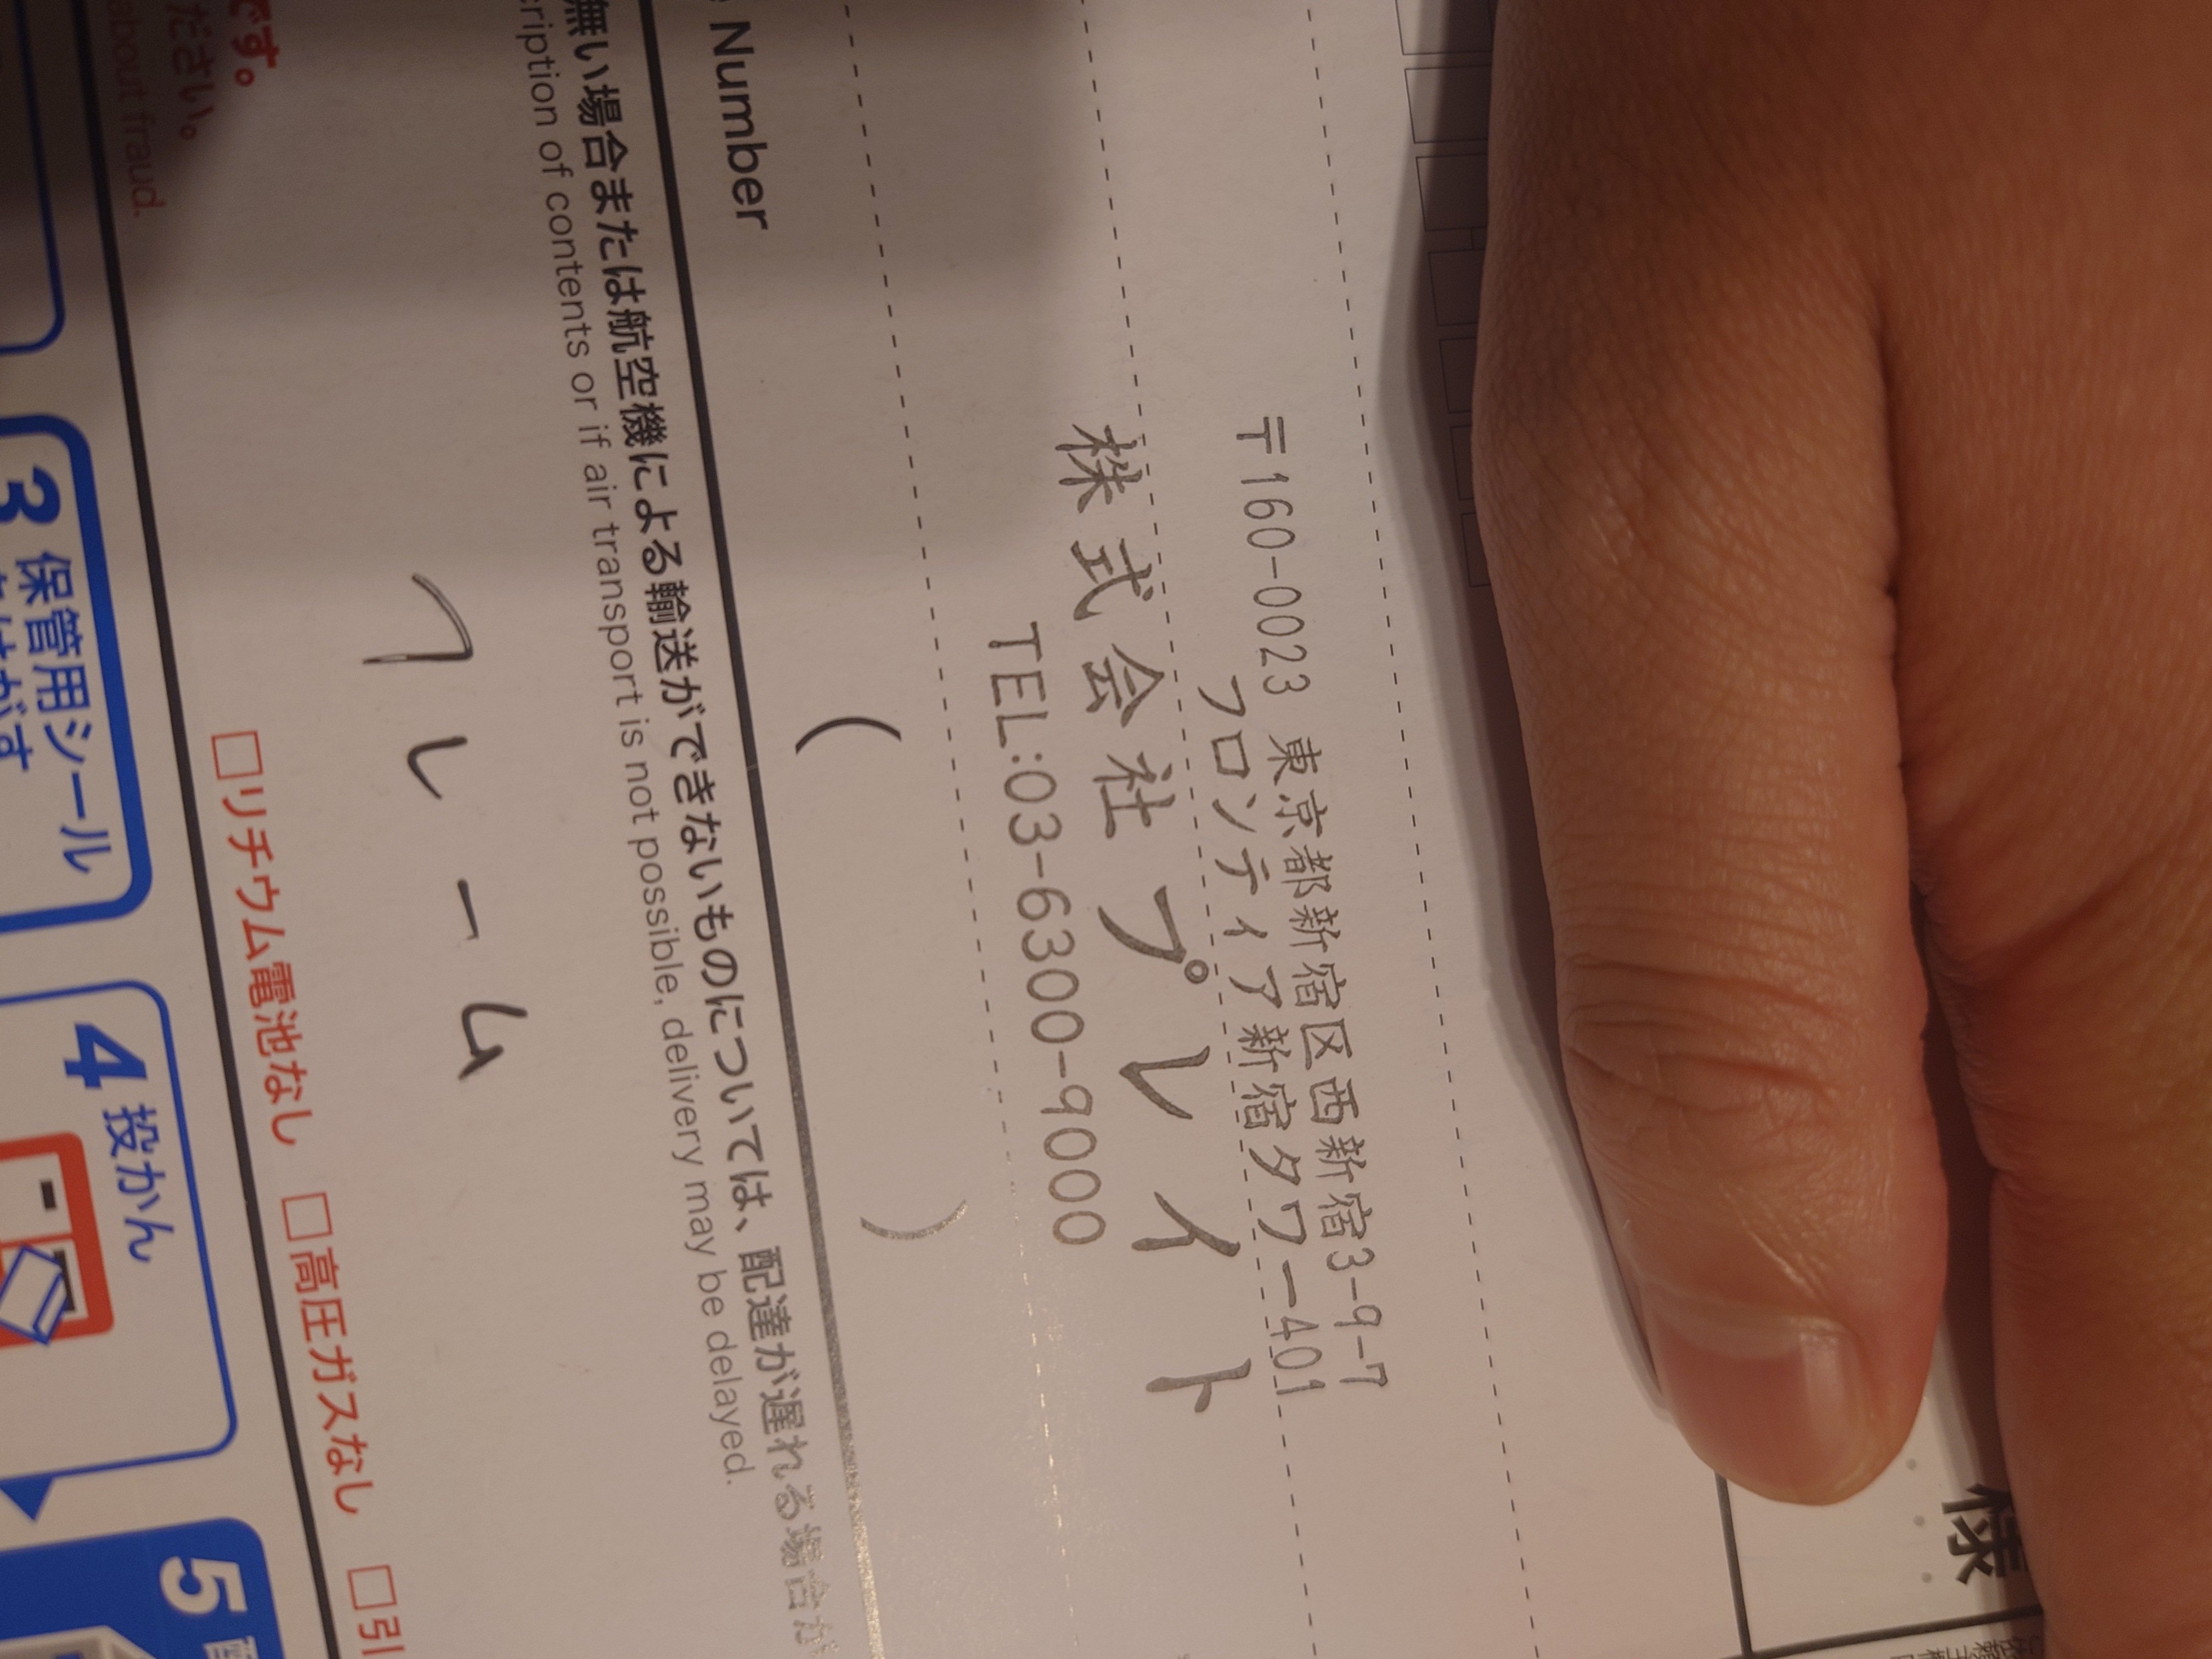 様
〒160-0023 東京都新宿区西新宿3-9-7
フロンティア新宿タワー401
株式会社プレイト
TEL:03-6300-9000
Number
( )
無い場合または航空機による輸送ができないものについては、配達が遅れる場合が
cription of contents or if air transport is not possible, delivery may be delayed.
フレーム
□リチウム電池なし □高圧ガスなし □引
です。
ださい。
about fraud.
3 保管用シール
をはがす
4 投かん
5